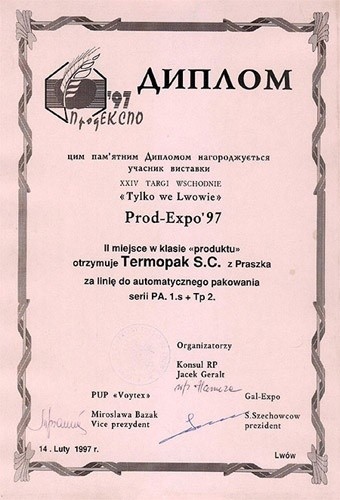 '97
ПродЕКСПО
ДИПЛОМ
цим пам'ятним Дипломом нагороджується
учасник виставки
XXIV TARGI WSCHODNIE
«Tylko we Lwowie»
Prod-Expo'97
II miejsce w klasie «produktu»
otrzymuje Termopak S.C. z Praszka
za linię do automatycznego pakowania
serii PA. 1.s + Tp 2.
Organizatorzy
Konsul RP
Jacek Geralt
PUP «Voytex»
Gal-Expo
Miroslawa Bazak
S.Szechowcow
Vice prezydent
prezident
14. Luty 1997 r.
Lwów